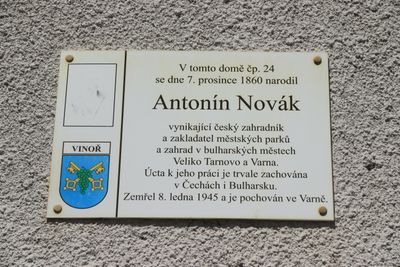 V tomto domě čp. 24
se dne 7. prosince 1860 narodil
Antonín Novák
vynikající český zahradník
a zakladatel městských parků
a zahrad v bulharských městech
Veliko Tarnovo a Varna.
Úcta k jeho práci je trvale zachována
v Čechách i Bulharsku.
Zemřel 8. ledna 1945 a je pochován ve Varně.
VINOŘ